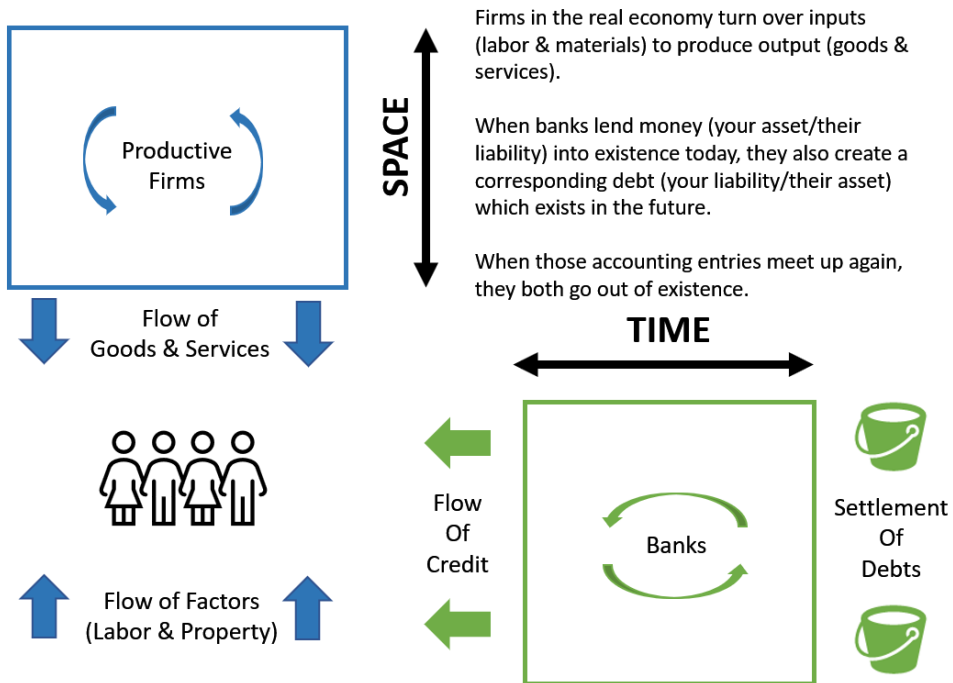 Firms in the real economy turn over inputs
(labor & materials) to produce output (goods &
services).
When banks lend money (your asset/their
liability) into existence today, they also create a
corresponding debt (your liability/their asset)
which exists in the future.
When those accounting entries meet up again,
they both go out of existence.
SPACE
Productive
Firms
Flow of
Goods & Services
TIME
Flow
Of
Credit
Banks
Settlement
Of
Debts
Flow of Factors
(Labor & Property)